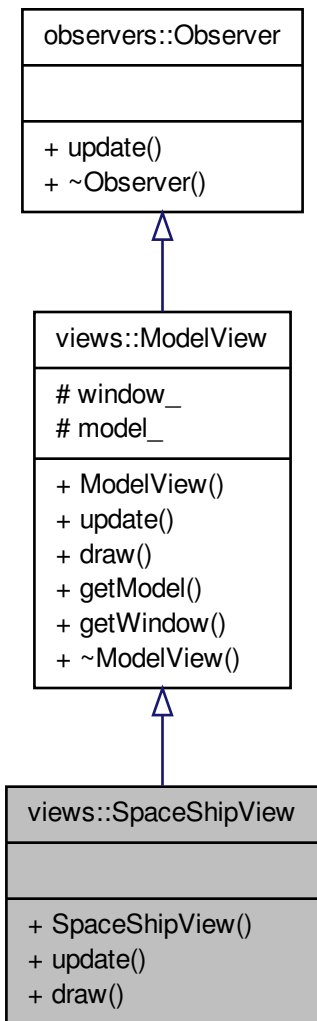 observers::Observer
+ update()
+ ~Observer()
views::ModelView
# window_
# model_
+ ModelView()
+ update()
+ draw()
+ getModel()
+ getWindow()
+ ~ModelView()
views::SpaceShipView
+ SpaceShipView()
+ update()
+ draw()